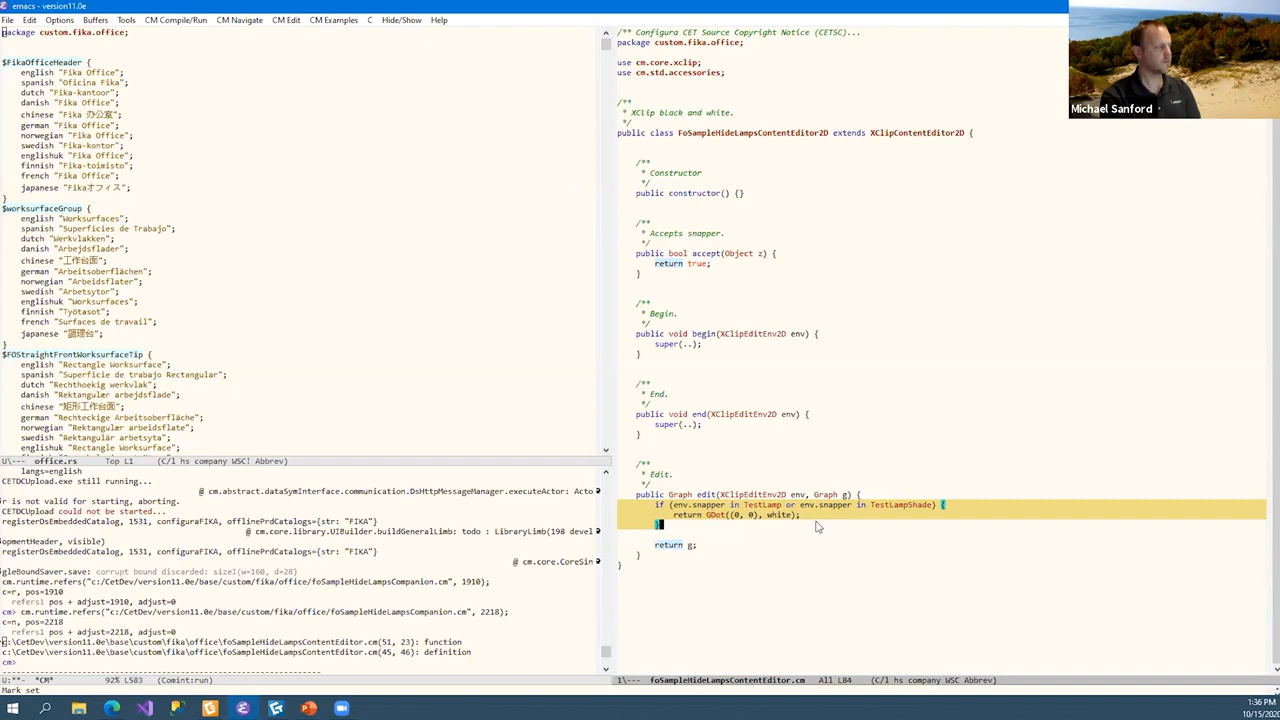 emacs - version11.0e
File Edit Options Buffers Tools CM Compile/Run CM Navigate CM Edit CM Examples C Hide/Show Help
package custom.fika.office;
$FikaOfficeHeader {
english "Fika Office";
spanish "Oficina Fika";
dutch "Fika-kantoor";
danish "Fika Office";
chinese "Fika 办公室";
german "Fika Office";
norwegian "Fika Office";
swedish "Fika-kontor";
englishuk "Fika Office";
finnish "Fika-toimisto";
french "Fika Office";
japanese "Fikaオフィス";
}
$worksurfaceGroup {
english "Worksurfaces";
spanish "Superficies de Trabajo";
dutch "Werkvlakken";
danish "Arbejdsflader";
chinese "工作台面";
german "Arbeitsoberflächen";
norwegian "Arbeidsflater";
swedish "Arbetsytor";
englishuk "Worksurfaces";
finnish "Työtasot";
french "Surfaces de travail";
japanese "調理台";
}
$FOStraightFrontWorksurfaceTip {
english "Rectangle Worksurface";
spanish "Superficie de trabajo Rectangular";
dutch "Rechthoekig werkvlak";
danish "Rektangulær arbejdsflade";
chinese "矩形工作台面";
german "Rechteckige Arbeitsoberfläche";
norwegian "Rektangulær arbeidsflate";
swedish "Rektangulär arbetsyta";
englishuk "Rectangle Worksurface";
U\--- office.rs Top L1 (C/l hs company WSC! Abbrev)
langs=english
CETDCUpload.exe still running...
@ cm.abstract.dataSymInterface.communication.DsHttpMessageManager.executeActor: Acto
ir is not valid for starting, aborting.
CETDCUpload could not be started...
registerDsEmbeddedCatalog, 1531, configuraFIKA, offlinePrdCatalogs={str: "FIKA"}
@ cm.core.library.UIBuilder.buildGeneralLimb: todo : LibraryLimb(198 devel
opmentHeader, visible)
registerDsEmbeddedCatalog, 1531, configuraFIKA, offlinePrdCatalogs={str: "FIKA"}
@ cm.core.CoreSin
gleBoundSaver.save: corrupt bound discarded: sizeI(w=160, d=28)
cm.runtime.refers("c:/CetDev/version11.0e/base/custom/fika/office/foSampleHideLampsCompanion.cm", 1910);
c=r, pos=1910
refers1 pos + adjust=1910, adjust=0
cm> cm.runtime.refers("c:/CetDev/version11.0e/base/custom/fika/office/foSampleHideLampsCompanion.cm", 2218);
c=n, pos=2218
refers1 pos + adjust=2218, adjust=0
c:\CetDev\version11.0e\base\custom\fika\office\foSampleHideLampsContentEditor.cm(51, 23): function
c:\CetDev\version11.0e\base\custom\fika\office\foSampleHideLampsContentEditor.cm(45, 46): definition
cm>
U:**- *CM* 92% L583 (Comint:run)
Mark set
/** Configura CET Source Copyright Notice (CETSC)...
package custom.fika.office;
use cm.core.xclip;
use cm.std.accessories;
/**
* XClip black and white.
*/
public class FoSampleHideLampsContentEditor2D extends XClipContentEditor2D {
/**
* Constructor
*/
public constructor() {}
/**
* Accepts snapper.
*/
public bool accept(Object z) {
return true;
}
/**
* Begin.
*/
public void begin(XClipEditEnv2D env) {
super(..);
}
/**
* End.
*/
public void end(XClipEditEnv2D env) {
super(..);
}
/**
* Edit.
*/
public Graph edit(XClipEditEnv2D env, Graph g) {
if (env.snapper in TestLamp or env.snapper in TestLampShade) {
return GDot((0, 0), white);
}
return g;
}
}
1\--- foSampleHideLampsContentEditor.cm All L84 (C/l hs company WSC Abbrev)
Michael Sanford
1:36 PM